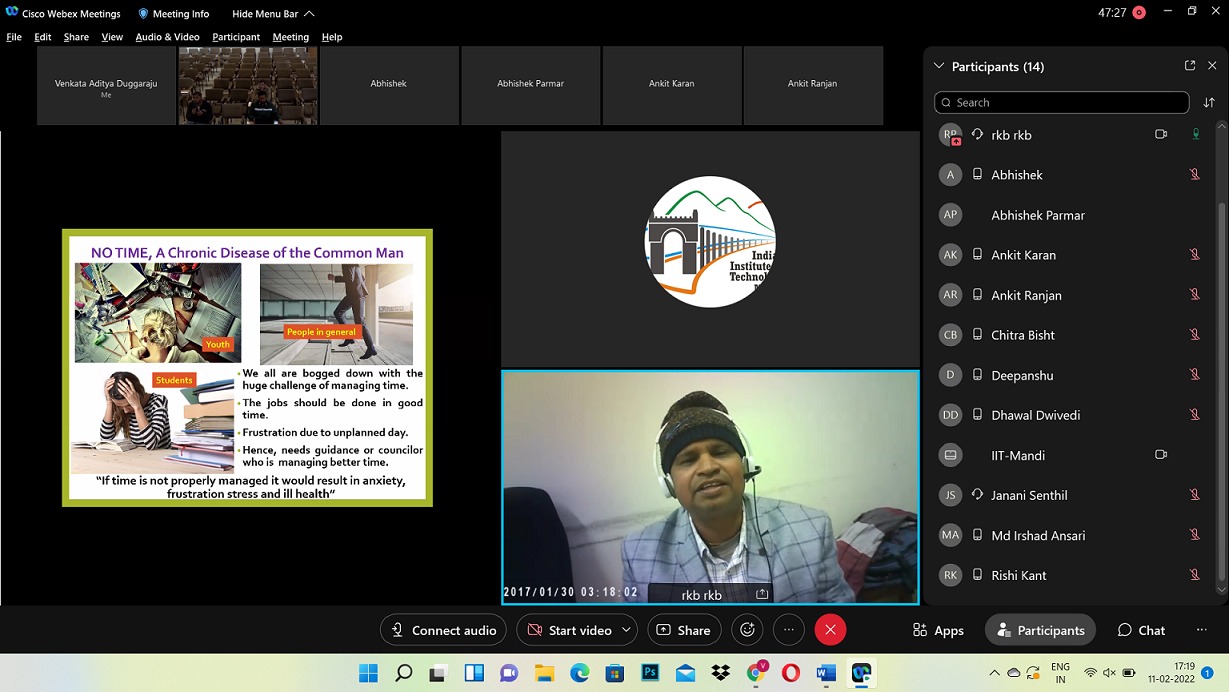 Cisco Webex Meetings
Meeting Info
Hide Menu Bar
47:27
File Edit Share View Audio & Video Participant Meeting Help
Venkata Aditya Duggaraju
Me
Abhishek
Abhishek Parmar
Ankit Karan
Ankit Ranjan
NO TIME, A Chronic Disease of the Common Man
Youth
People in general
Students
We all are bogged down with the
huge challenge of managing time.
The jobs should be done in good
time.
Frustration due to unplanned day.
Hence, needs guidance or councilor
who is managing better time.
“If time is not properly managed it would result in anxiety,
frustration stress and ill health”
India
Institute
Technolo
2017/01/30 03:18:02
rkb rkb
Participants (14)
Search
RR rkb rkb
A Abhishek
AP Abhishek Parmar
AK Ankit Karan
AR Ankit Ranjan
CB Chitra Bisht
D Deepanshu
DD Dhawal Dwivedi
IIT-Mandi
JS Janani Senthil
MA Md Irshad Ansari
RK Rishi Kant
Connect audio
Start video
Share
Apps
Participants
Chat
Ps
V
W
ENG
IN
17:19
11-02-2022
1